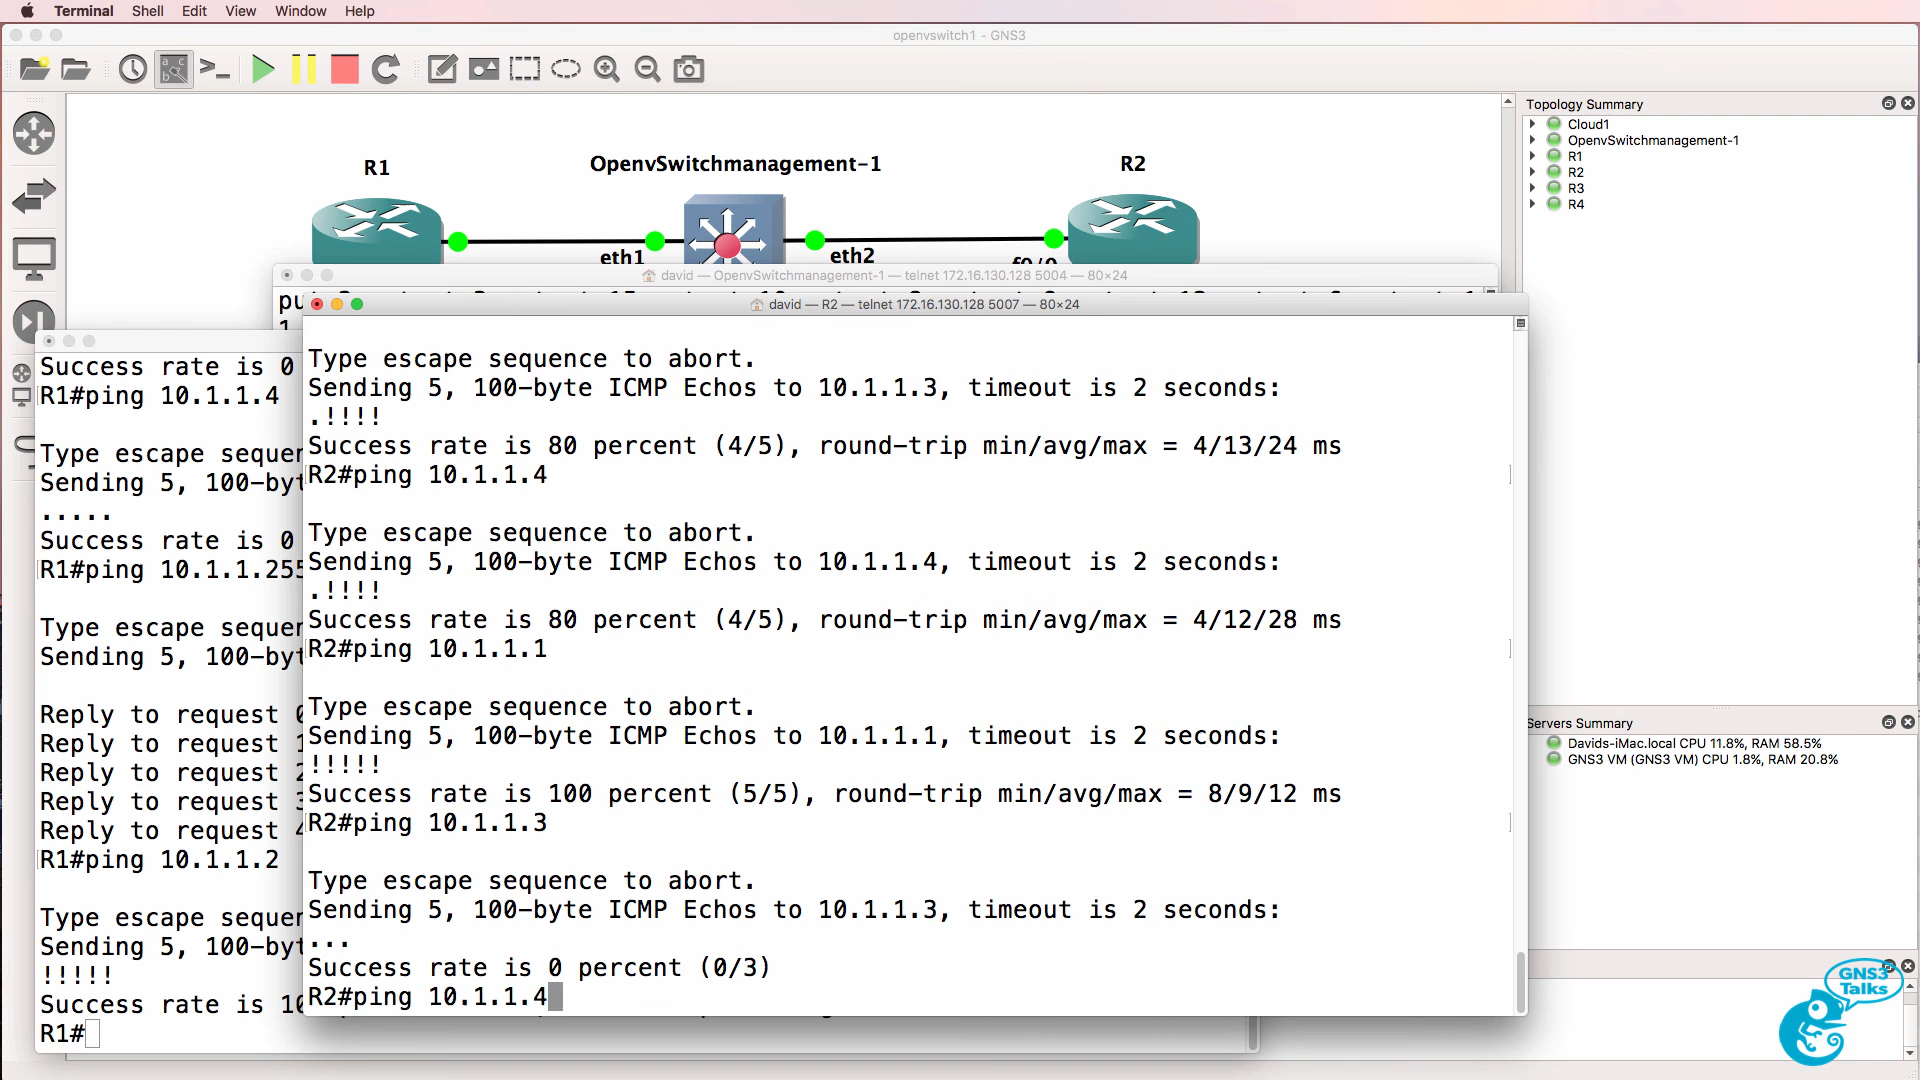 Terminal Shell Edit View Window Help
openvswitch1 - GNS3
Topology Summary
Cloud1
OpenvSwitchmanagement-1
R1
R2
R3
R4
R1
OpenvSwitchmanagement-1
R2
eth1
eth2
david — OpenvSwitchmanagement-1 — telnet 172.16.130.128 5004 — 80×24
david — R2 — telnet 172.16.130.128 5007 — 80×24
Success rate is 0
R1#ping 10.1.1.4
Type escape sequen
Sending 5, 100-byt
.....
Success rate is 0
R1#ping 10.1.1.255
Type escape sequen
Sending 5, 100-byt
Reply to request 0
Reply to request 1
Reply to request 2
Reply to request 3
Reply to request 4
R1#ping 10.1.1.2
Type escape sequen
Sending 5, 100-byt
!!!!!
Success rate is 10
R1#
Type escape sequence to abort.
Sending 5, 100-byte ICMP Echos to 10.1.1.3, timeout is 2 seconds:
.!!!!
Success rate is 80 percent (4/5), round-trip min/avg/max = 4/13/24 ms
R2#ping 10.1.1.4
Type escape sequence to abort.
Sending 5, 100-byte ICMP Echos to 10.1.1.4, timeout is 2 seconds:
.!!!!
Success rate is 80 percent (4/5), round-trip min/avg/max = 4/12/28 ms
R2#ping 10.1.1.1
Type escape sequence to abort.
Sending 5, 100-byte ICMP Echos to 10.1.1.1, timeout is 2 seconds:
!!!!!
Success rate is 100 percent (5/5), round-trip min/avg/max = 8/9/12 ms
R2#ping 10.1.1.3
Type escape sequence to abort.
Sending 5, 100-byte ICMP Echos to 10.1.1.3, timeout is 2 seconds:
...
Success rate is 0 percent (0/3)
R2#ping 10.1.1.4
Servers Summary
Davids-iMac.local CPU 11.8%, RAM 58.5%
GNS3 VM (GNS3 VM) CPU 1.8%, RAM 20.8%
GNS3
Talks